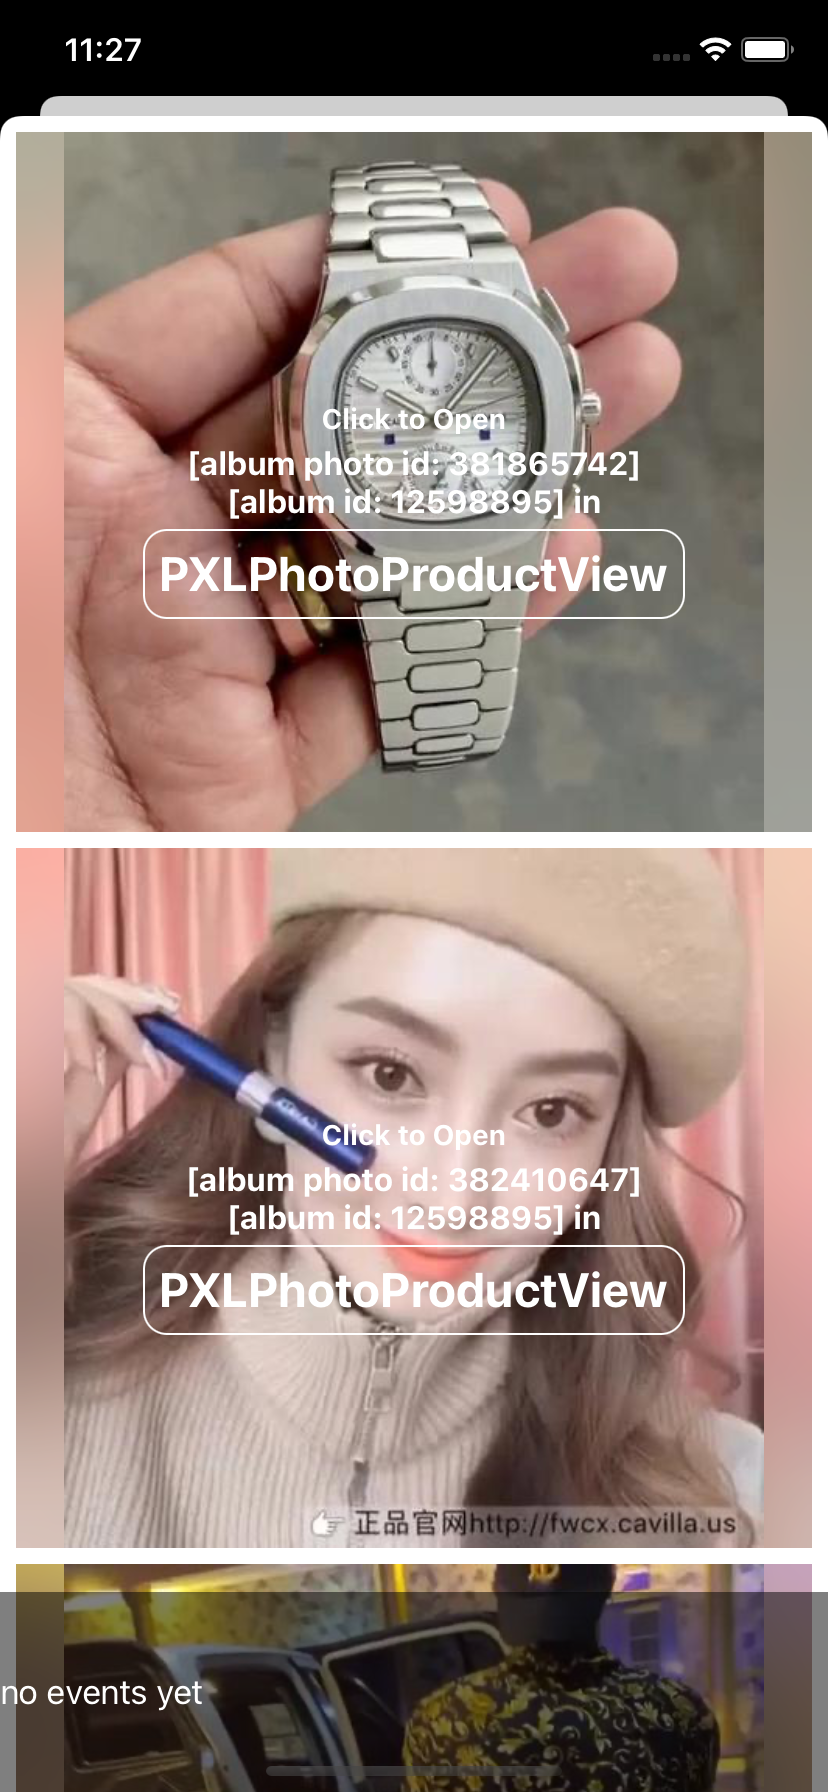 11:27
Click to Open
[album photo id: 381865742]
[album id: 12598895] in
PXLPhotoProductView
Click to Open
[album photo id: 382410647]
[album id: 12598895] in
PXLPhotoProductView
👉正品官网http://fwcx.cavilla.us
no events yet